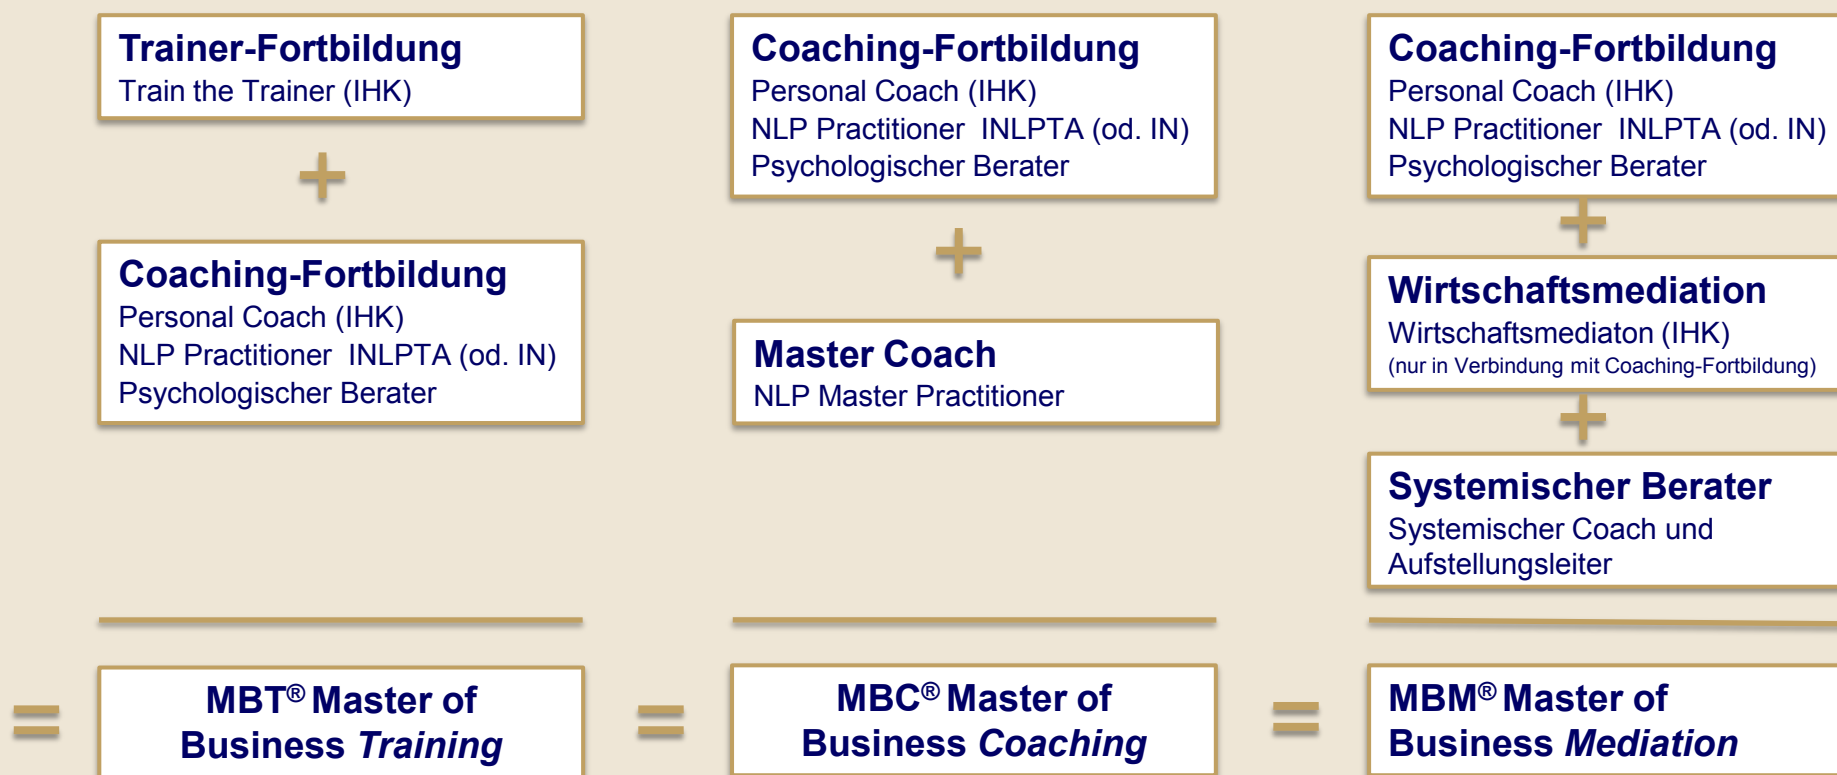 Trainer-Fortbildung
Train the Trainer (IHK)
+
Coaching-Fortbildung
Personal Coach (IHK)
NLP Practitioner INLPTA (od. IN)
Psychologischer Berater
=
MBT® Master of
Business Training
Coaching-Fortbildung
Personal Coach (IHK)
NLP Practitioner INLPTA (od. IN)
Psychologischer Berater
+
Master Coach
NLP Master Practitioner
=
MBC® Master of
Business Coaching
Coaching-Fortbildung
Personal Coach (IHK)
NLP Practitioner INLPTA (od. IN)
Psychologischer Berater
+
Wirtschaftsmediation
Wirtschaftsmediaton (IHK)
(nur in Verbindung mit Coaching-Fortbildung)
+
Systemischer Berater
Systemischer Coach und
Aufstellungsleiter
=
MBM® Master of
Business Mediation